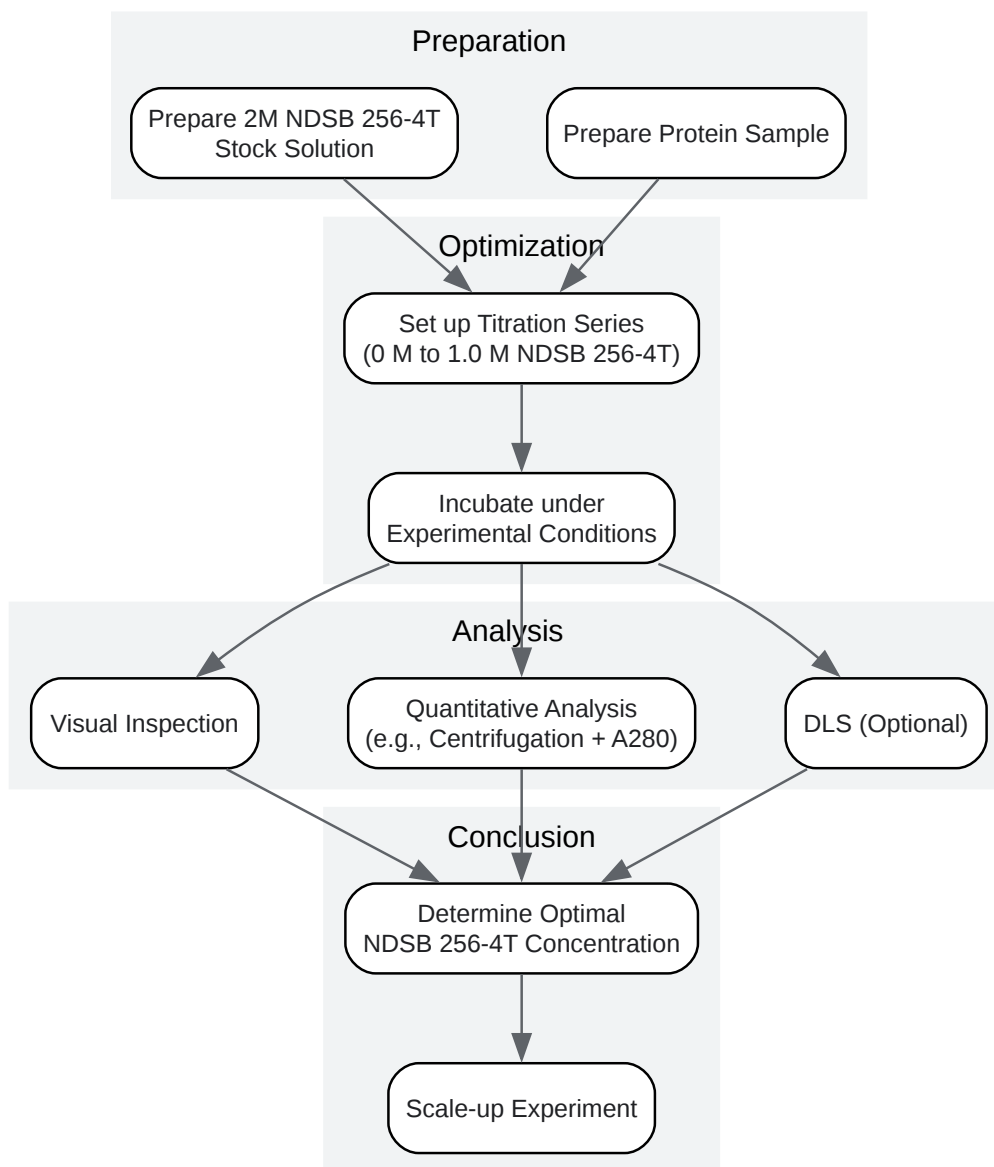 Preparation
Prepare 2M NDSB 256-4T
Stock Solution
Prepare Protein Sample
Optimization
Set up Titration Series
(0 M to 1.0 M NDSB 256-4T)
Incubate under
Experimental Conditions
Analysis
Visual Inspection
Quantitative Analysis
(e.g., Centrifugation + A280)
DLS (Optional)
Conclusion
Determine Optimal
NDSB 256-4T Concentration
Scale-up Experiment